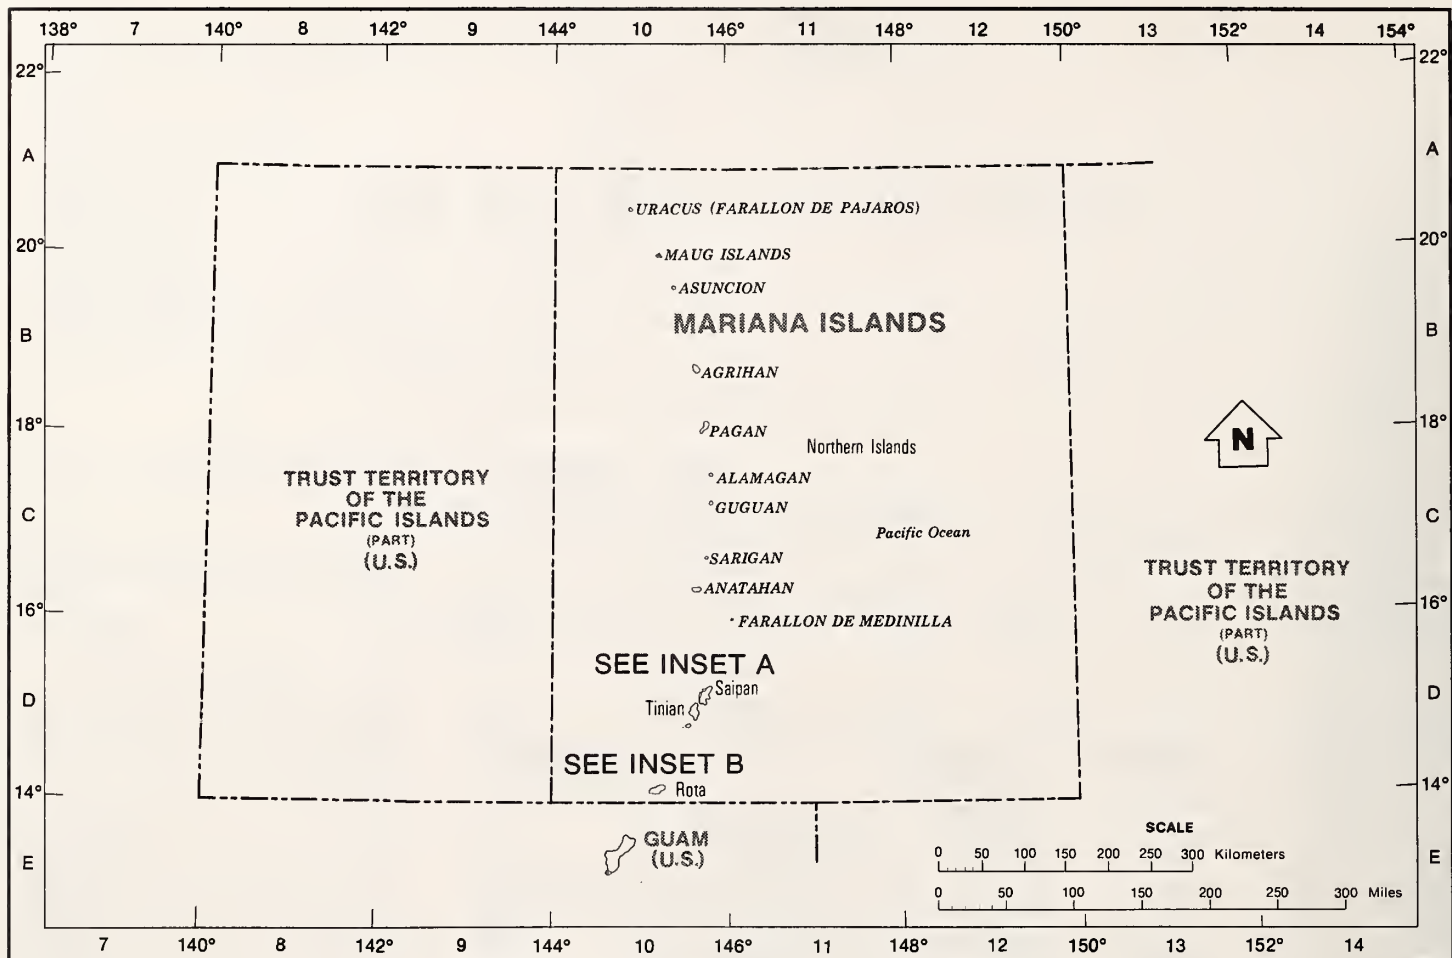 138° 7 140° 8 142° 9 144° 10 146° 11 148° 12 150° 13 152° 14 154°
22° 22°
A A
URACUS (FARALLON DE PAJAROS)
20° 20°
MAUG ISLANDS
ASUNCION
MARIANA ISLANDS
B B
AGRIHAN
18° 18°
PAGAN
N
Northern Islands
TRUST TERRITORY
OF THE
PACIFIC ISLANDS
(PART)
(U.S.)
ALAMAGAN
GUGUAN
C C
Pacific Ocean
SARIGAN
ANATAHAN
TRUST TERRITORY
OF THE
PACIFIC ISLANDS
(PART)
(U.S.)
16° 16°
FARALLON DE MEDINILLA
SEE INSET A
Saipan
D D
Tinian
SEE INSET B
Rota
14° 14°
GUAM
(U.S.)
SCALE
0 50 100 150 200 250 300 Kilometers
E E
0 50 100 150 200 250 300 Miles
7 140° 8 142° 9 144° 10 146° 11 148° 12 150° 13 152° 14